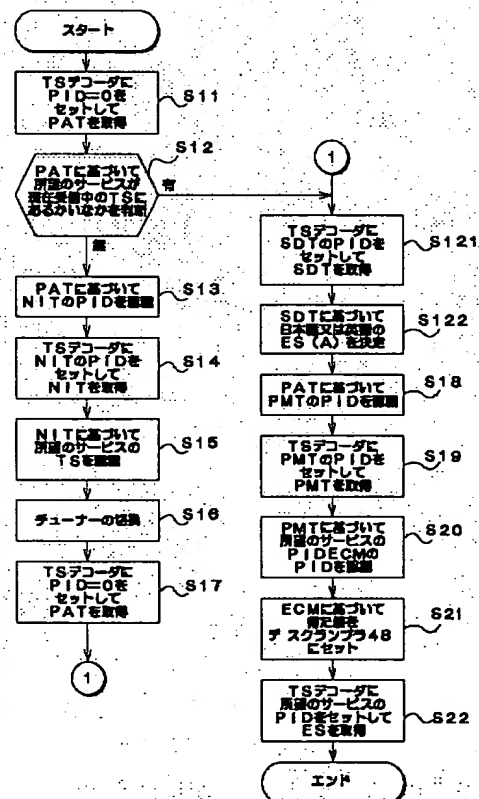 スタート
TSデコーダに
PID=0を
セットして
PATを取得
S11
S12
PATに基づいて
所望のサービスが
現在受信中のTSに
あるかいなかを判断
有
無
PATに基づいて
NITのPIDを確認
S13
TSデコーダに
NITのPIDを
セットして
NITを取得
S14
NITに基づいて
所望のサービスの
TSを確認
S15
チューナーの切換
S16
TSデコーダに
PID=0を
セットして
PATを取得
S17
1
1
TSデコーダに
SDTのPIDを
セットして
SDTを取得
S121
SDTに基づいて
日本語又は英語の
ES(A)を決定
S122
PATに基づいて
PMTのPIDを確認
S18
TSデコーダに
PMTのPIDを
セットして
PMTを取得
S19
PMTに基づいて
所望のサービスの
PIDECMの
PIDを確認
S20
ECMに基づいて
得た鍵を
デ スクランブラ48
にセット
S21
TSデコーダに
所望のサービスの
PIDをセットして
ESを取得
S22
エンド